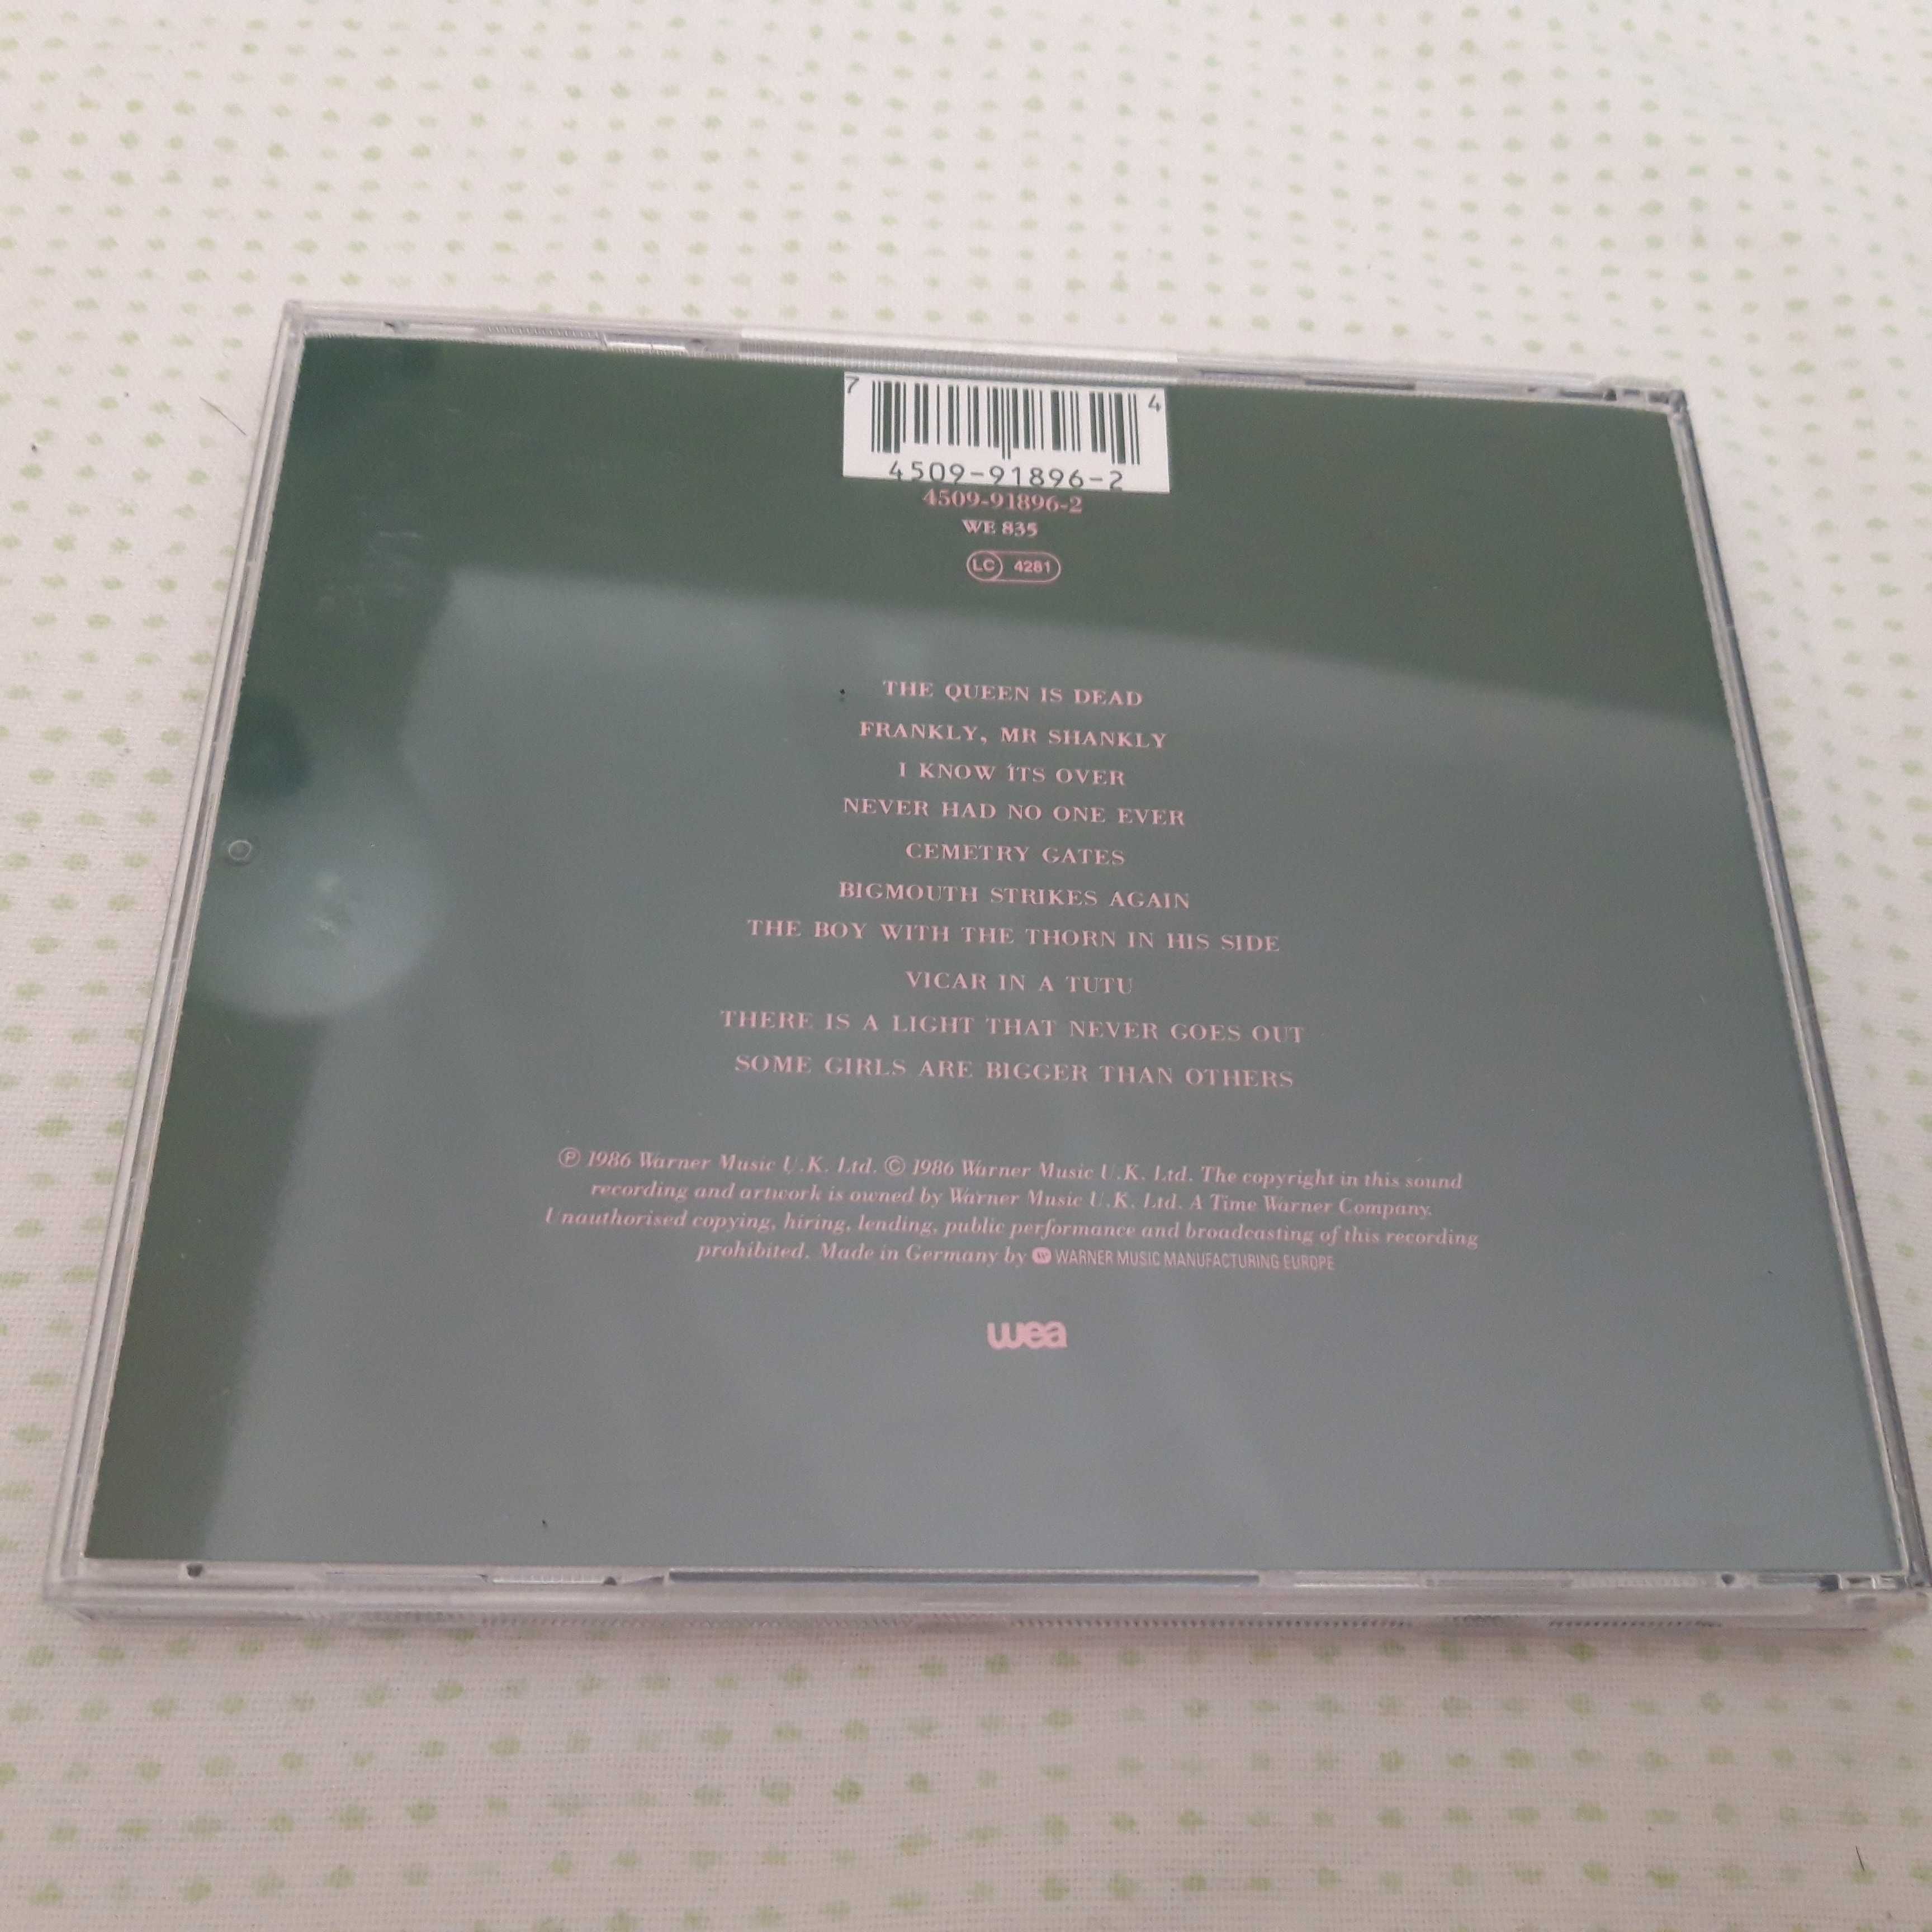 7 4
4509-91896-2
4509-91896-2
WE 835
LC 4281
THE QUEEN IS DEAD
FRANKLY, MR SHANKLY
I KNOW IT'S OVER
NEVER HAD NO ONE EVER
CEMETRY GATES
BIGMOUTH STRIKES AGAIN
THE BOY WITH THE THORN IN HIS SIDE
VICAR IN A TUTU
THERE IS A LIGHT THAT NEVER GOES OUT
SOME GIRLS ARE BIGGER THAN OTHERS
℗ 1986 Warner Music U.K. Ltd. © 1986 Warner Music U.K. Ltd. The copyright in this sound
recording and artwork is owned by Warner Music U.K. Ltd. A Time Warner Company.
Unauthorised copying, hiring, lending, public performance and broadcasting of this recording
prohibited. Made in Germany by WARNER MUSIC MANUFACTURING EUROPE
wea